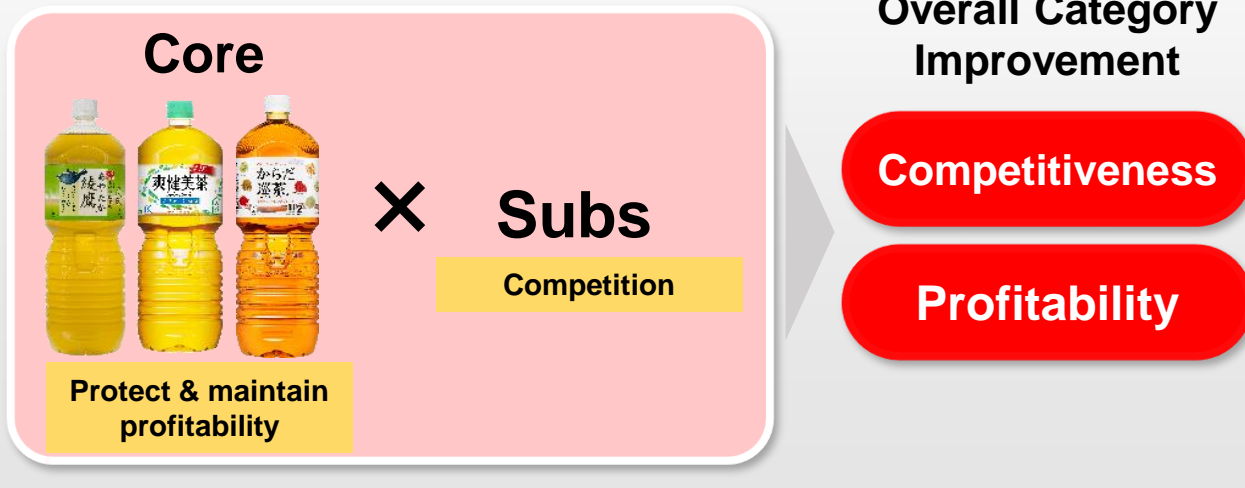 Overall Category
Improvement
Core
綾鷹
爽健美茶
からだ
巡茶
×
Subs
Competition
Protect & maintain
profitability
Competitiveness
Profitability